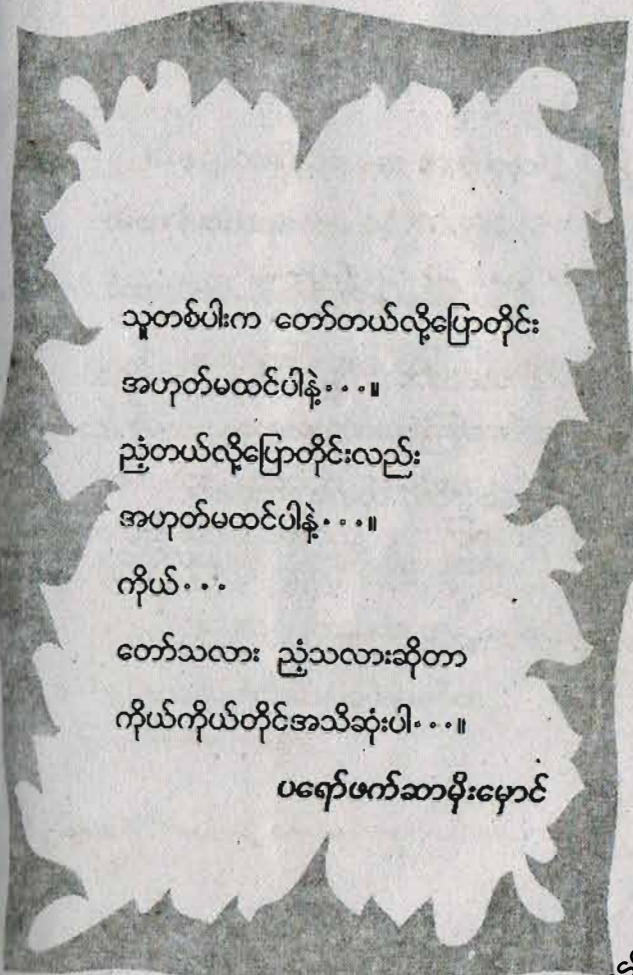 သူတစ်ပါးက တော်တယ်လို့ပြောတိုင်း
အဟုတ်မထင်ပါနဲ့...။
ညံ့တယ်လို့ပြောတိုင်းလည်း
အဟုတ်မထင်ပါနဲ့...။
ကိုယ်...
တော်သလား ညံ့သလားဆိုတာ
ကိုယ်ကိုယ်တိုင်အသိဆုံးပါ...။
ပရော်ဖက်ဆာမိုးမှောင်